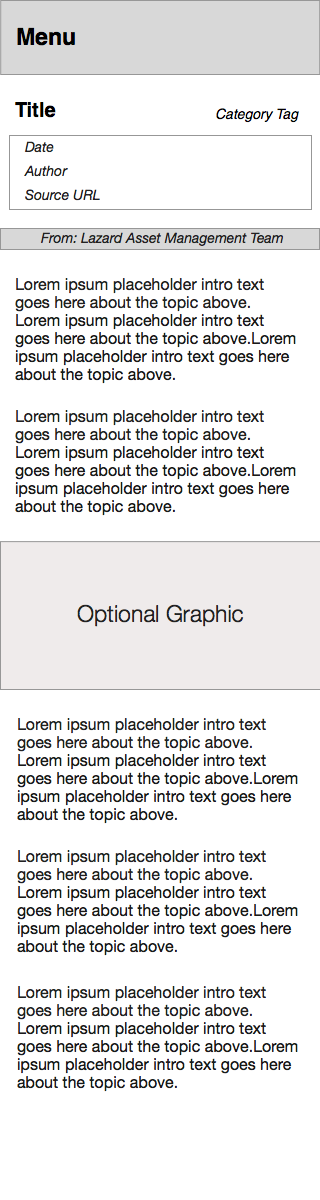 Menu
Title
Category Tag
Date
Author
Source URL
From: Lazard Asset Management Team
Lorem ipsum placeholder intro text
goes here about the topic above.
Lorem ipsum placeholder intro text
goes here about the topic above.Lorem
ipsum placeholder intro text goes here
about the topic above.
Lorem ipsum placeholder intro text
goes here about the topic above.
Lorem ipsum placeholder intro text
goes here about the topic above.Lorem
ipsum placeholder intro text goes here
about the topic above.
Optional Graphic
Lorem ipsum placeholder intro text
goes here about the topic above.
Lorem ipsum placeholder intro text
goes here about the topic above.Lorem
ipsum placeholder intro text goes here
about the topic above.
Lorem ipsum placeholder intro text
goes here about the topic above.
Lorem ipsum placeholder intro text
goes here about the topic above.Lorem
ipsum placeholder intro text goes here
about the topic above.
Lorem ipsum placeholder intro text
goes here about the topic above.
Lorem ipsum placeholder intro text
goes here about the topic above.Lorem
ipsum placeholder intro text goes here
about the topic above.